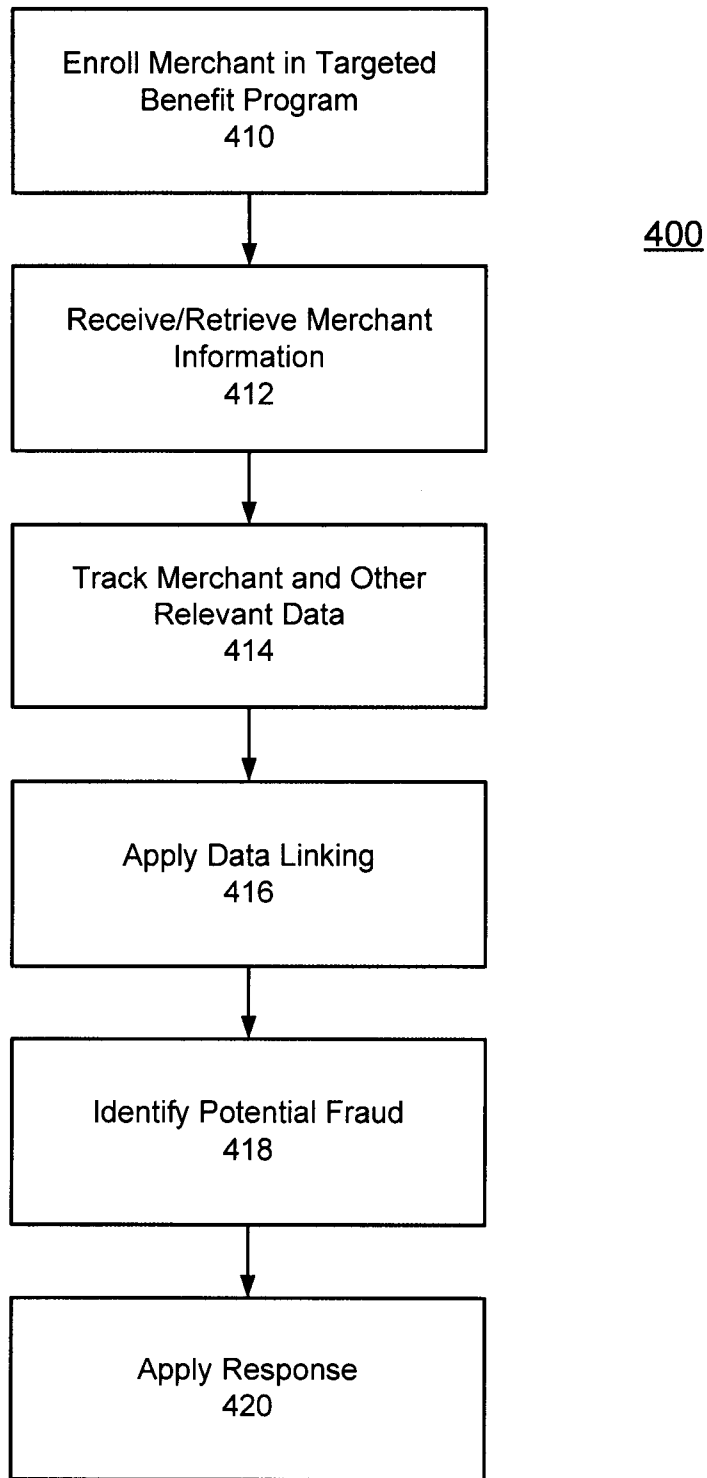 Enroll Merchant in Targeted
Benefit Program
410
400
Receive/Retrieve Merchant
Information
412
Track Merchant and Other
Relevant Data
414
Apply Data Linking
416
Identify Potential Fraud
418
Apply Response
420